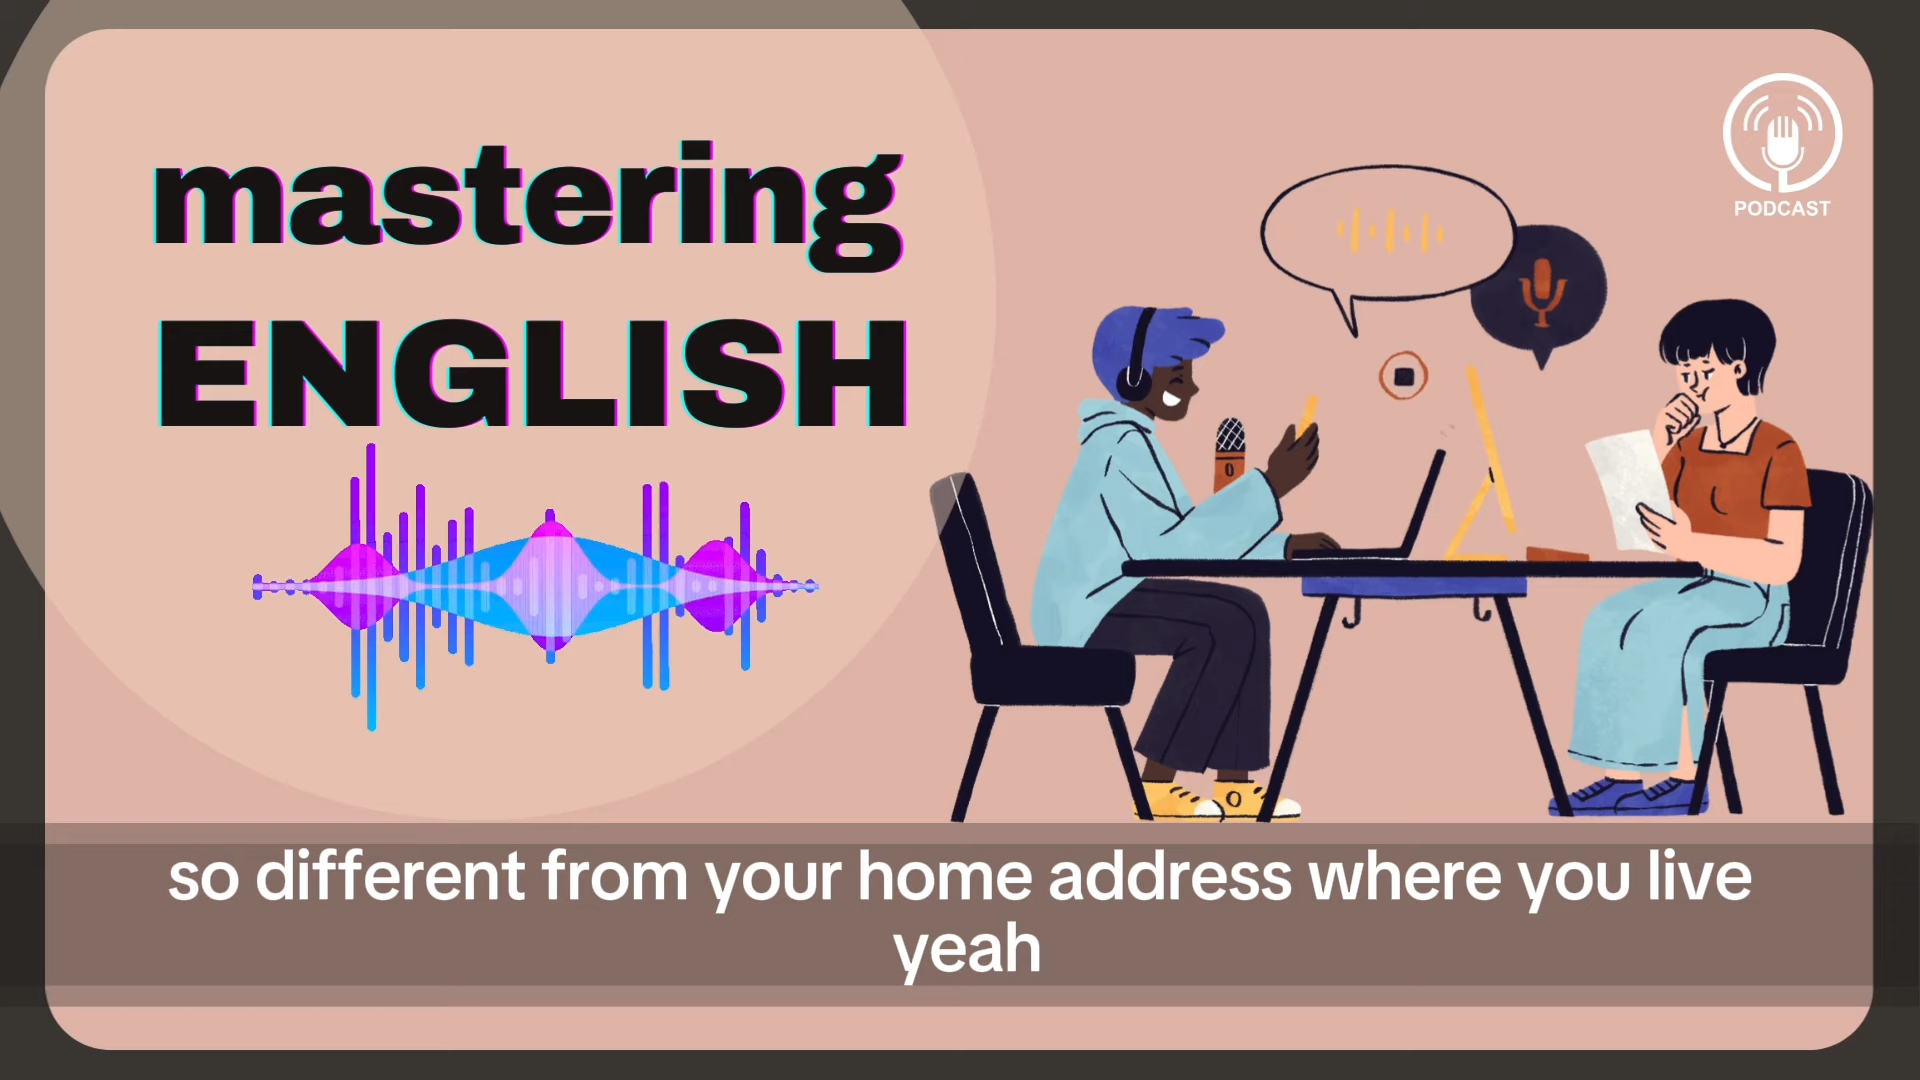 mastering
ENGLISH
PODCAST
so different from your home address where you live
yeah